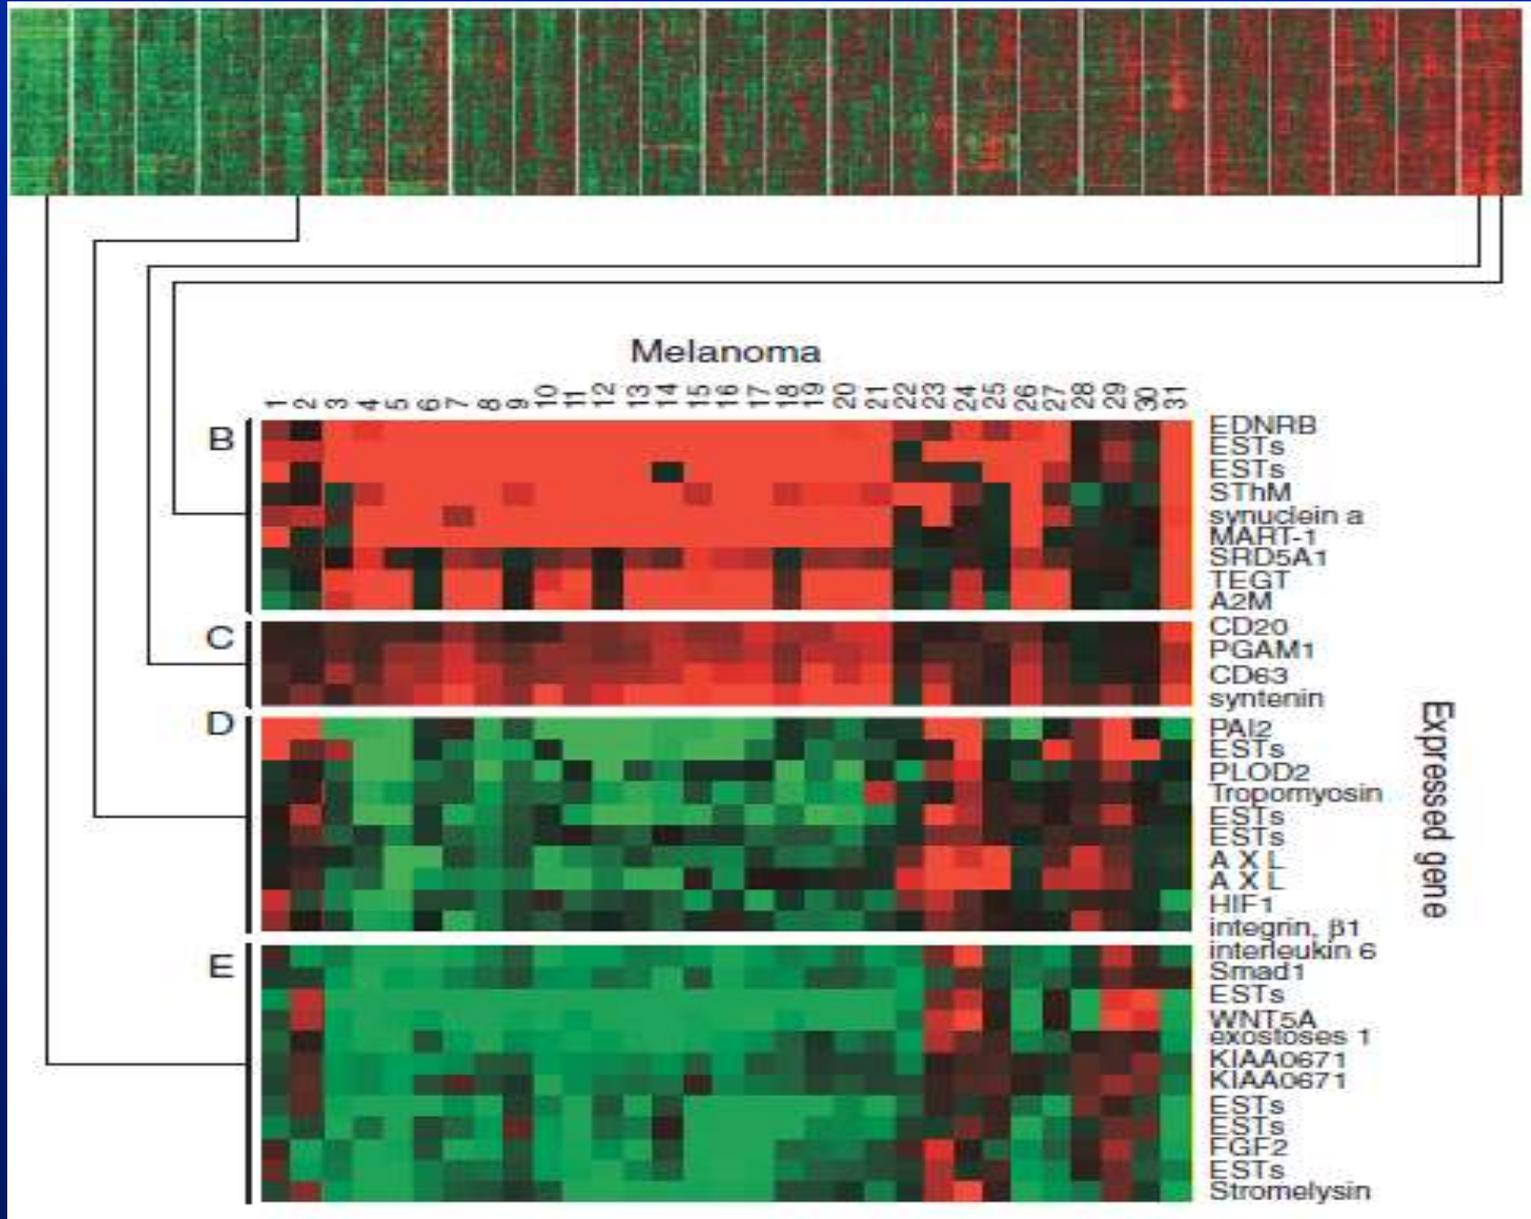 Melanoma
1 2 3 4 5 6 7 8 9 10 11 12 13 14 15 16 17 18 19 20 21 22 23 24 25 26 27 28 29 30 31
B
EDNRB
ESTs
ESTs
SThM
synuclein a
MART-1
SRD5A1
TEGT
A2M
C
CD20
PGAM1
CD63
syntenin
D
PAI2
ESTs
PLOD2
Tropomyosin
ESTs
ESTs
A X L
A X L
HIF1
integrin, β1
E
interleukin 6
Smad1
ESTs
WNT5A
exostoses 1
KIAA0671
KIAA0671
ESTs
ESTs
FGF2
ESTs
Stromelysin
Expressed gene